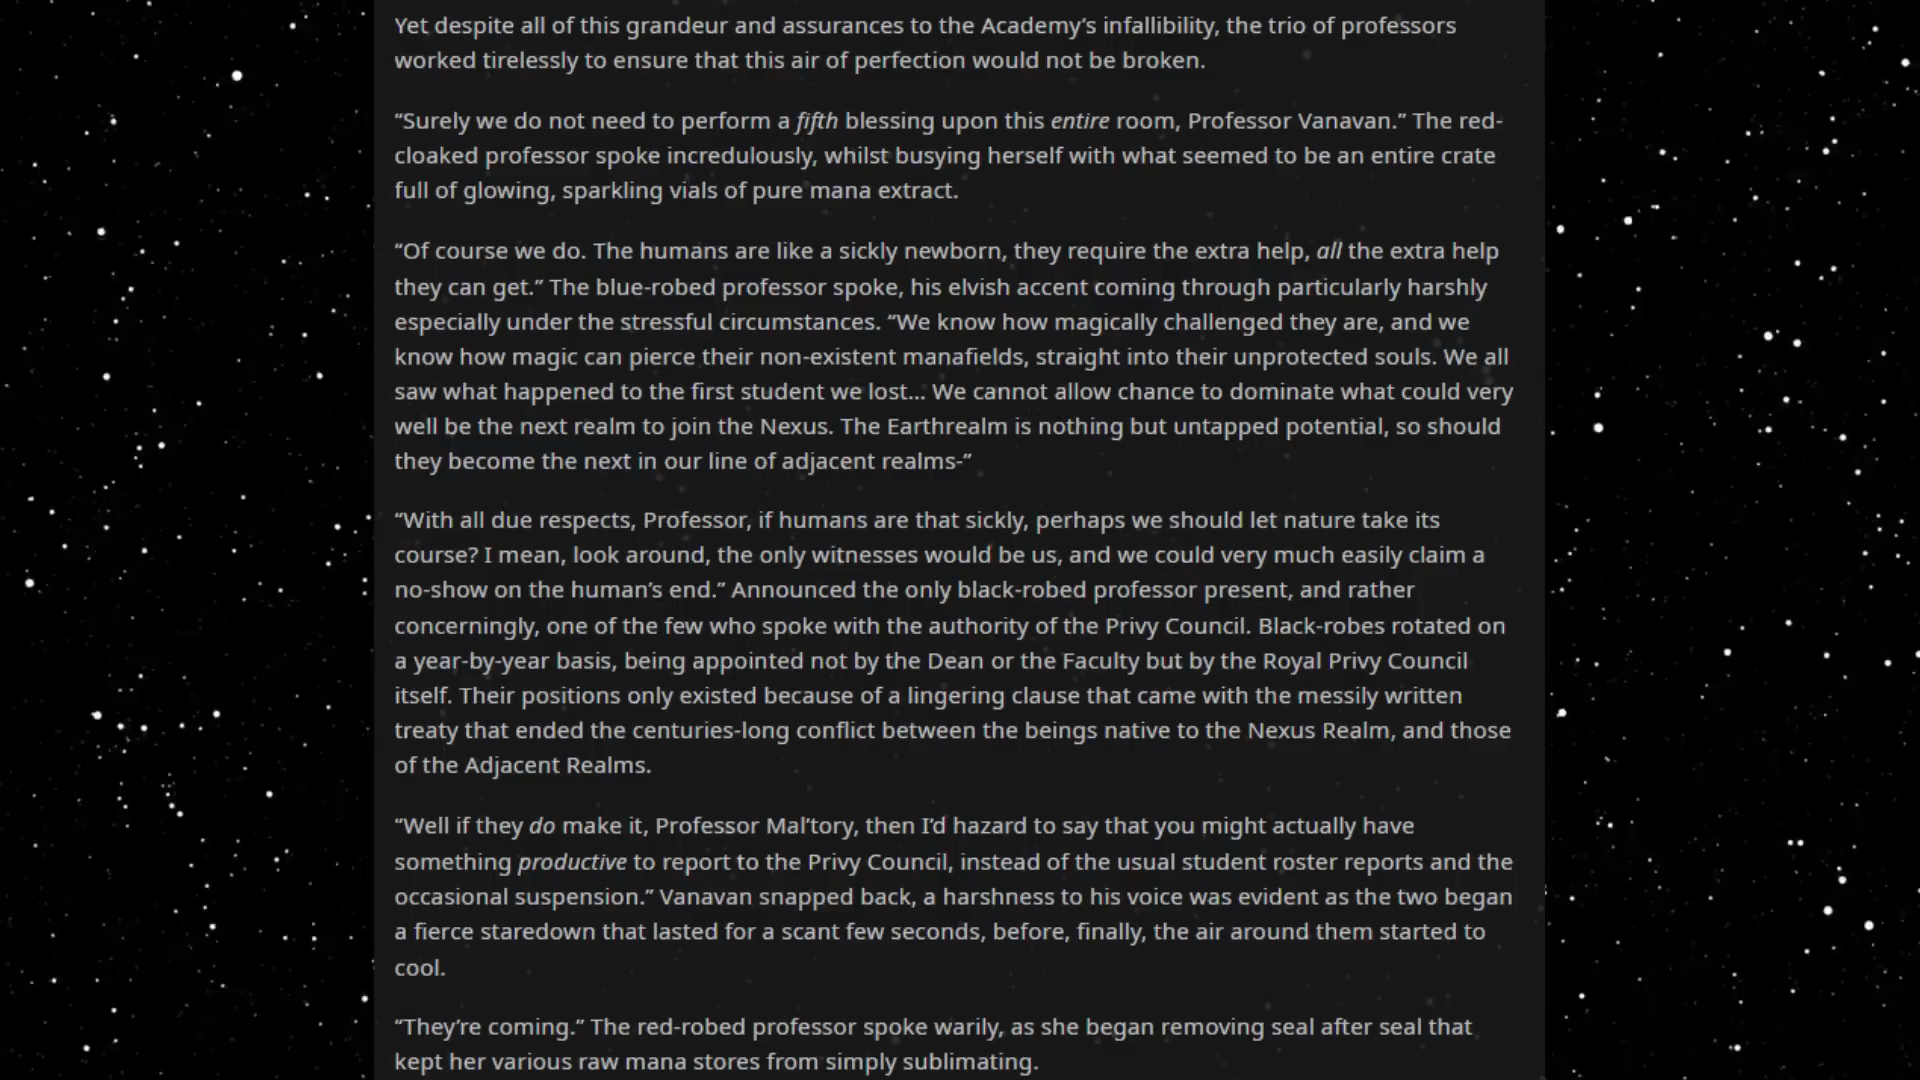 Yet despite all of this grandeur and assurances to the Academy’s infallibility, the trio of professors
worked tirelessly to ensure that this air of perfection would not be broken.
“Surely we do not need to perform a fifth blessing upon this entire room, Professor Vanavan.” The red-
cloaked professor spoke incredulously, whilst busying herself with what seemed to be an entire crate
full of glowing, sparkling vials of pure mana extract.
“Of course we do. The humans are like a sickly newborn, they require the extra help, all the extra help
they can get.” The blue-robed professor spoke, his elvish accent coming through particularly harshly
especially under the stressful circumstances. “We know how magically challenged they are, and we
know how magic can pierce their non-existent manafields, straight into their unprotected souls. We all
saw what happened to the first student we lost… We cannot allow chance to dominate what could very
well be the next realm to join the Nexus. The Earthrealm is nothing but untapped potential, so should
they become the next in our line of adjacent realms-”
“With all due respects, Professor, if humans are that sickly, perhaps we should let nature take its
course? I mean, look around, the only witnesses would be us, and we could very much easily claim a
no-show on the human’s end.” Announced the only black-robed professor present, and rather
concerningly, one of the few who spoke with the authority of the Privy Council. Black-robes rotated on
a year-by-year basis, being appointed not by the Dean or the Faculty but by the Royal Privy Council
itself. Their positions only existed because of a lingering clause that came with the messily written
treaty that ended the centuries-long conflict between the beings native to the Nexus Realm, and those
of the Adjacent Realms.
“Well if they do make it, Professor Mal’tory, then I’d hazard to say that you might actually have
something productive to report to the Privy Council, instead of the usual student roster reports and the
occasional suspension.” Vanavan snapped back, a harshness to his voice was evident as the two began
a fierce staredown that lasted for a scant few seconds, before, finally, the air around them started to
cool.
“They’re coming.” The red-robed professor spoke warily, as she began removing seal after seal that
kept her various raw mana stores from simply sublimating.